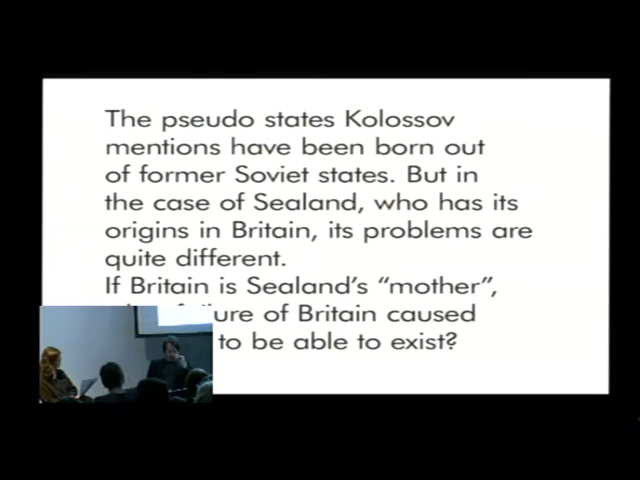 The pseudo states Kolossov
mentions have been born out
of former Soviet states. But in
the case of Sealand, who has its
origins in Britain, its problems are
quite different.
If Britain is Sealand's “mother”,
of Britain caused
to be able to exist?